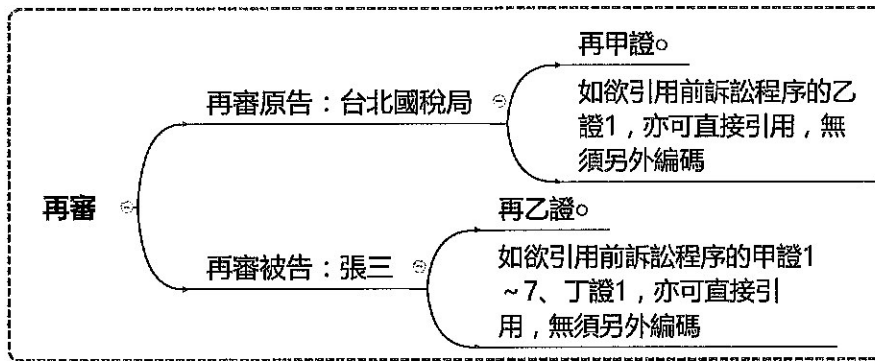 再審
再審原告：台北國稅局
再甲證○
如欲引用前訴訟程序的乙
證1，亦可直接引用，無
須另外編碼
再審被告：張三
再乙證○
如欲引用前訴訟程序的甲證1
～7、丁證1，亦可直接引
用，無須另外編碼